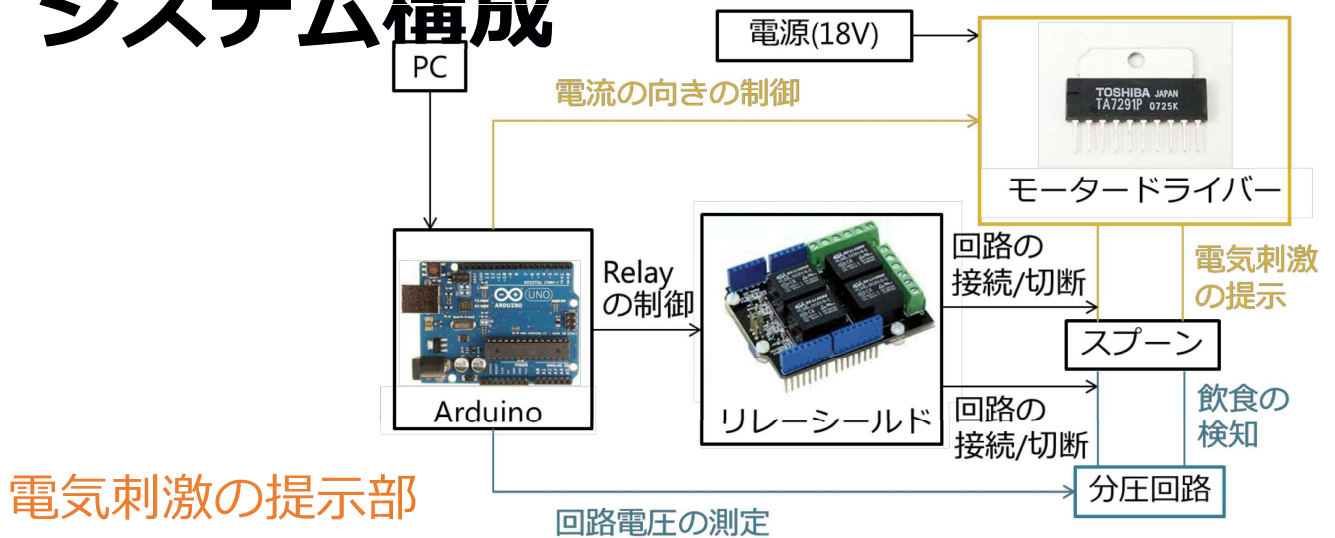 システム構成
電源(18V)
PC
電流の向きの制御
TOSHIBA JAPAN
TA7291P 0725K
モータードライバー
Relay
の制御
回路の
接続/切断
電気刺激
の提示
UNO
ARDUINO
スプーン
Arduino
リレーシールド
回路の
接続/切断
飲食の
検知
電気刺激の提示部
分圧回路
回路電圧の測定